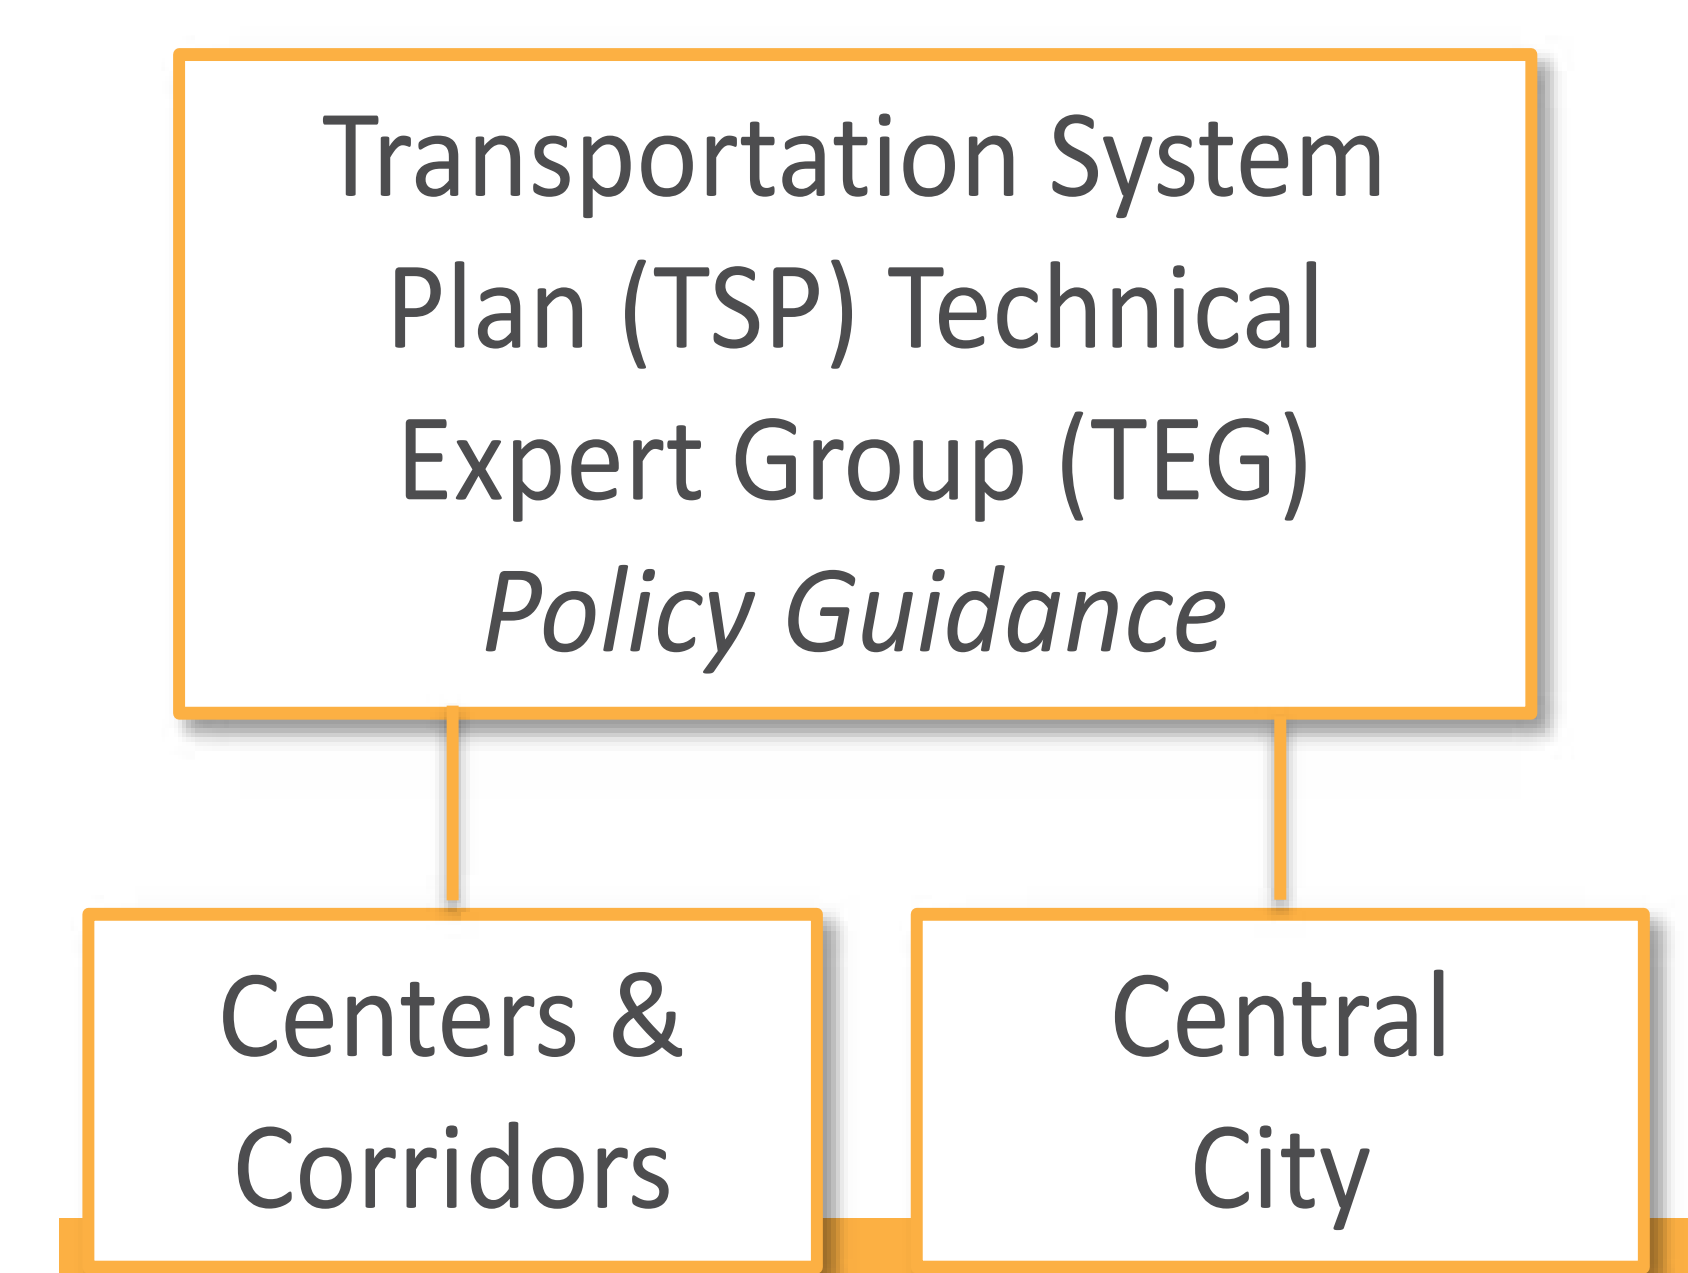 Transportation System
Plan (TSP) Technical
Expert Group (TEG)
Policy Guidance
Centers &
Corridors
Central
City